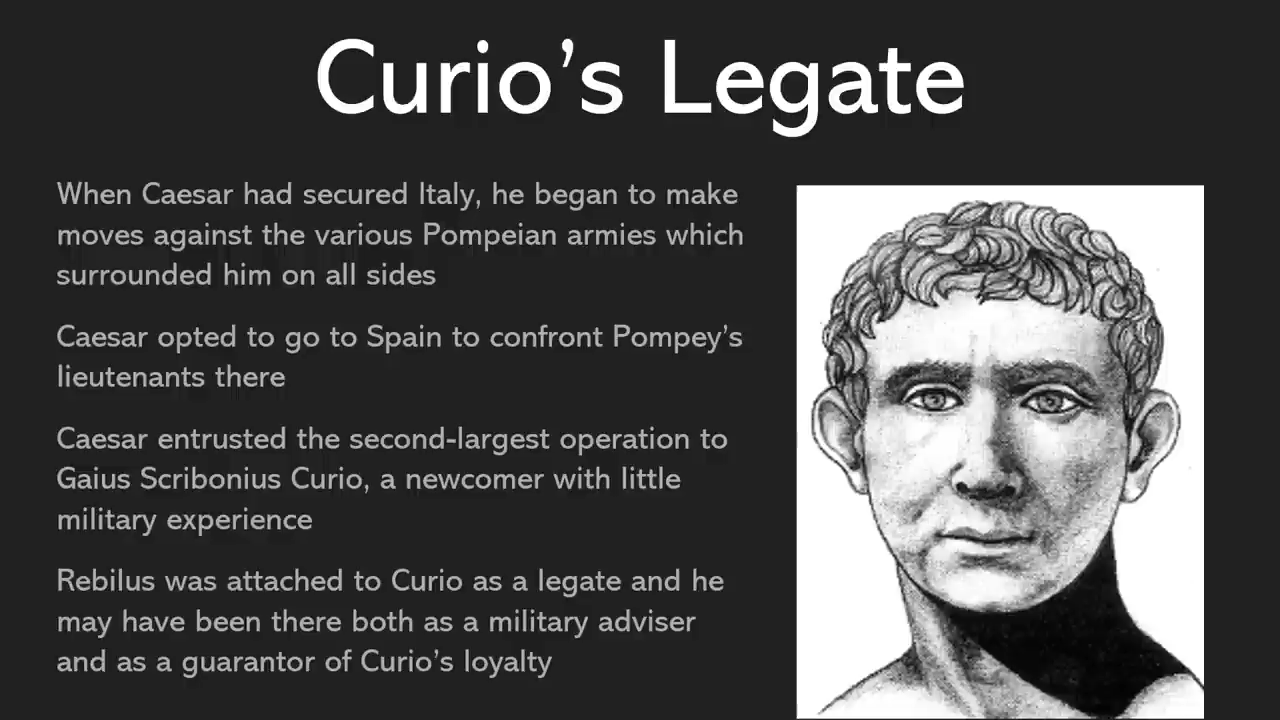 Curio’s Legate
When Caesar had secured Italy, he began to make
moves against the various Pompeian armies which
surrounded him on all sides
Caesar opted to go to Spain to confront Pompey’s
lieutenants there
Caesar entrusted the second-largest operation to
Gaius Scribonius Curio, a newcomer with little
military experience
Rebilus was attached to Curio as a legate and he
may have been there both as a military adviser
and as a guarantor of Curio’s loyalty